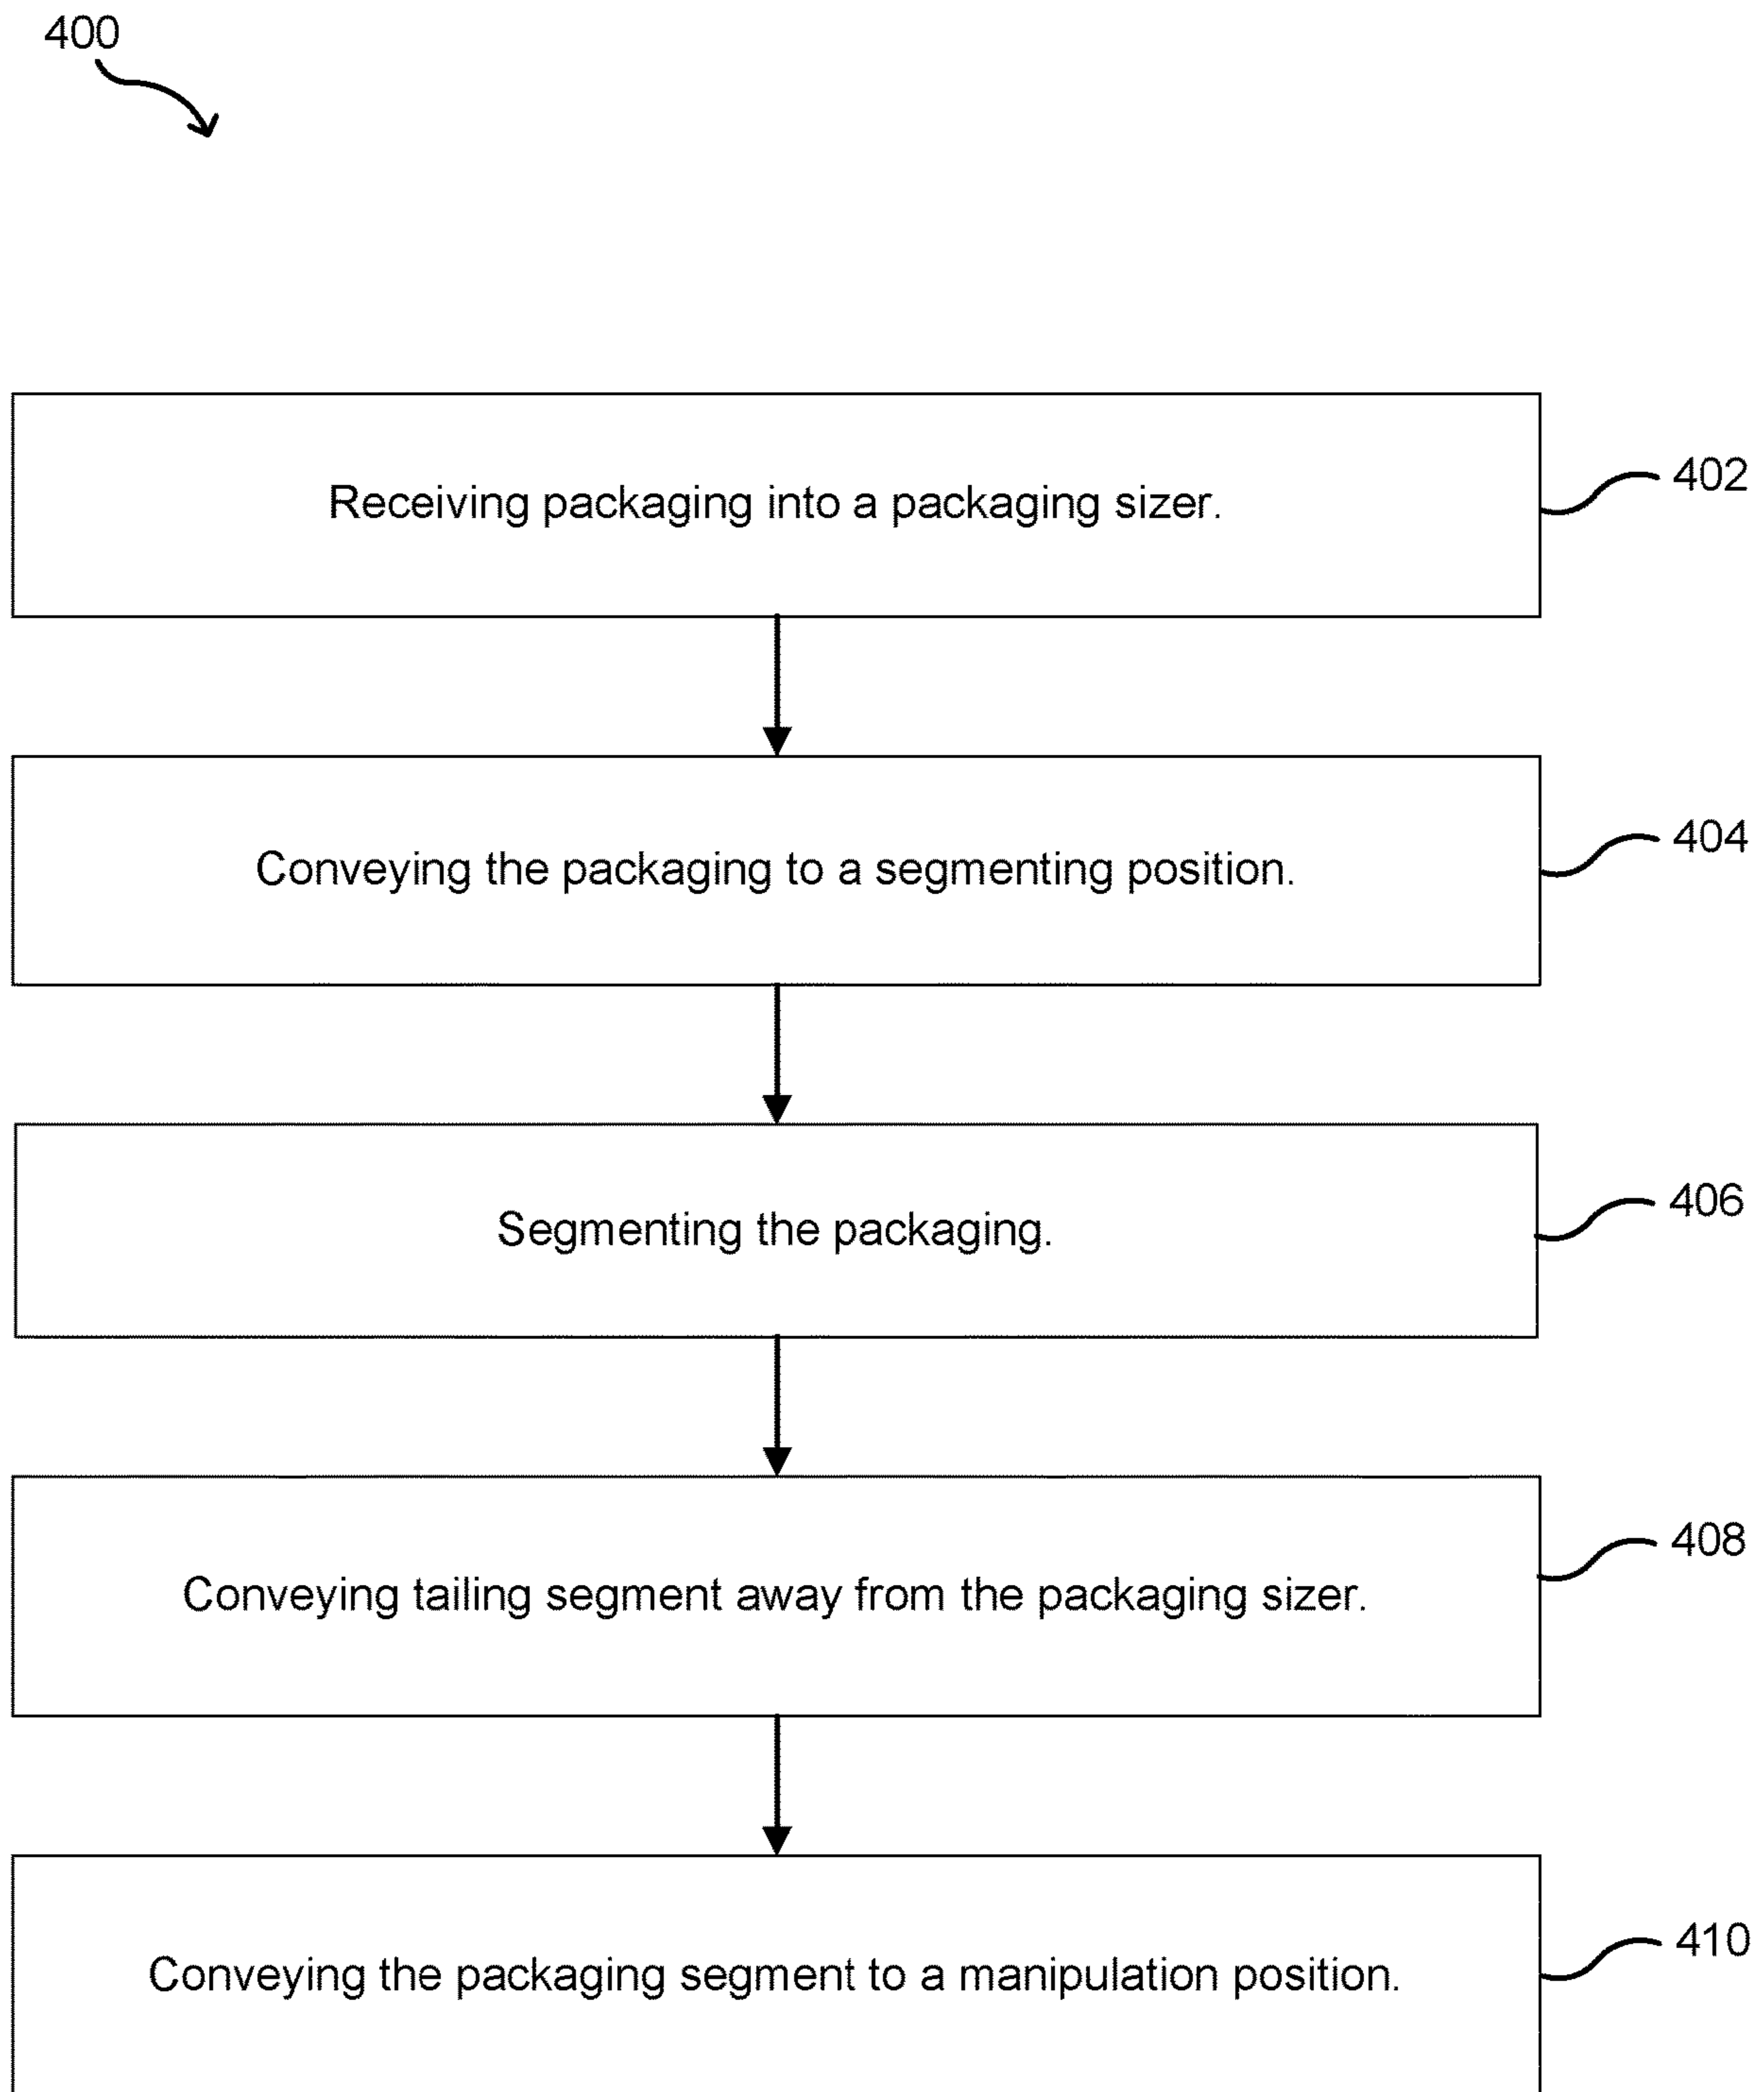 400
Receiving packaging into a packaging sizer.
402
Conveying the packaging to a segmenting position.
404
Segmenting the packaging.
406
Conveying tailing segment away from the packaging sizer.
408
Conveying the packaging segment to a manipulation position.
410